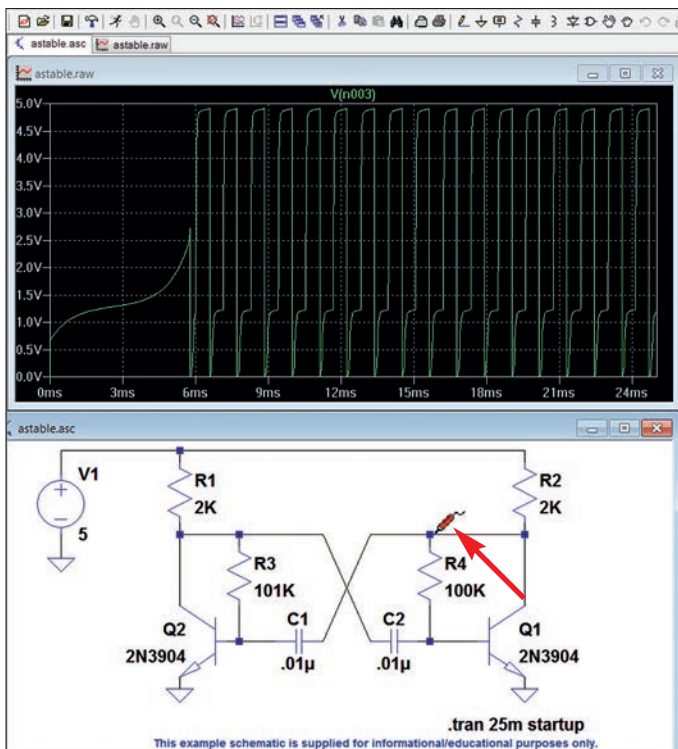 astable.asc astable.raw
astable.raw
V(n003)
5.0V
4.5V
4.0V
3.5V
3.0V
2.5V
2.0V
1.5V
1.0V
0.5V
0.0V
0ms 3ms 6ms 9ms 12ms 15ms 18ms 21ms 24ms
astable.asc
V1
5
R1
2K
R2
2K
R3
101K
R4
100K
C1
.01µ
C2
.01µ
Q2
2N3904
Q1
2N3904
.tran 25m startup
This example schematic is supplied for informational/educational purposes only.